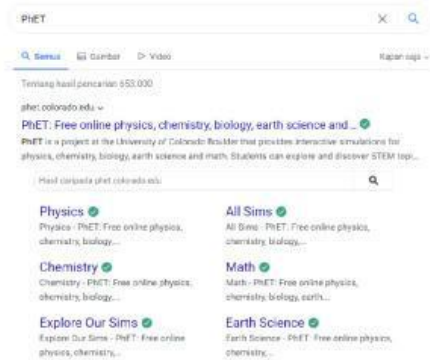 PhET
Semua Gambar Video Kapan saja
Tentang hasil pencarian 653.000
phet.colorado.edu
PhET: Free online physics, chemistry, biology, earth science and ...
PhET is a project at the University of Colorado Boulder that provides interactive simulations for
physics, chemistry, biology, earth science and math. Students can explore and discover STEM topi...
Hasil daripada phet.colorado.edu
Physics All Sims
Physics - PhET: Free online physics, All Sims - PhET: Free online physics,
chemistry, biology,... chemistry, biology,...
Chemistry Math
Chemistry - PhET: Free online physics, Math - PhET: Free online physics,
chemistry, biology,... chemistry, biology, earth...
Explore Our Sims Earth Science
Explore Our Sims - PhET: Free online Earth Science - PhET: Free online physics,
physics, chemistry,... chemistry,...